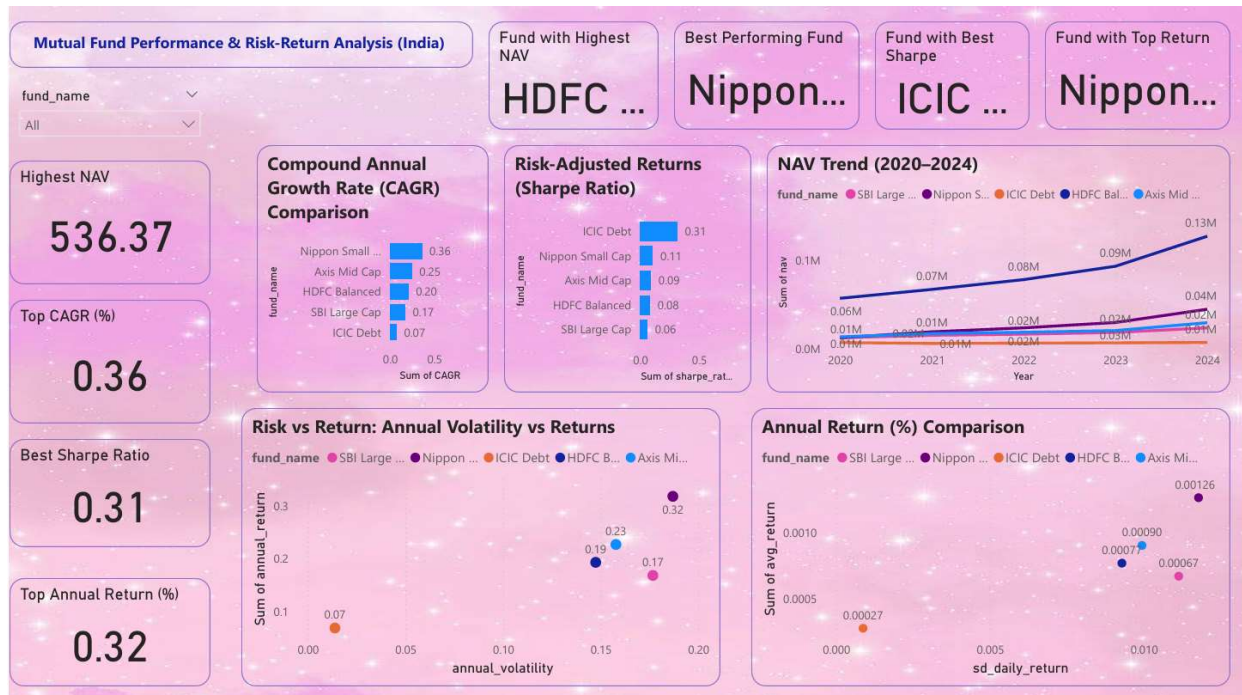 Mutual Fund Performance & Risk-Return Analysis (India)
fund_name
All
Fund with Highest
NAV
HDFC ...
Best Performing Fund
Nippon...
Fund with Best
Sharpe
ICIC ...
Fund with Top Return
Nippon...
Highest NAV
536.37
Top CAGR (%)
0.36
Best Sharpe Ratio
0.31
Top Annual Return (%)
0.32
Compound Annual
Growth Rate (CAGR)
Comparison
fund_name
Nippon Small ... 0.36
Axis Mid Cap 0.25
HDFC Balanced 0.20
SBI Large Cap 0.17
ICIC Debt 0.07
0.0 0.5
Sum of CAGR
Risk-Adjusted Returns
(Sharpe Ratio)
fund_name
ICIC Debt 0.31
Nippon Small Cap 0.11
Axis Mid Cap 0.09
HDFC Balanced 0.08
SBI Large Cap 0.06
0.0 0.5
Sum of sharpe_rat...
NAV Trend (2020–2024)
fund_name SBI Large ... Nippon S... ICIC Debt HDFC Bal... Axis Mid ...
Sum of nav
0.1M
0.0M
0.06M 0.07M 0.08M 0.09M 0.13M
0.01M 0.01M 0.02M 0.02M 0.04M
0.02M 0.02M
0.01M 0.01M 0.02M 0.03M 0.01M
2020 2021 2022 2023 2024
Year
Risk vs Return: Annual Volatility vs Returns
fund_name SBI Large ... Nippon ... ICIC Debt HDFC B... Axis Mi...
Sum of annual_return
0.3
0.2
0.1
0.32
0.23
0.19
0.17
0.07
0.00 0.05 0.10 0.15 0.20
annual_volatility
Annual Return (%) Comparison
fund_name SBI Large ... Nippon ... ICIC Debt HDFC B... Axis Mi...
Sum of avg_return
0.0010
0.0005
0.00126
0.00090
0.00077
0.00067
0.00027
0.000 0.005 0.010
sd_daily_return